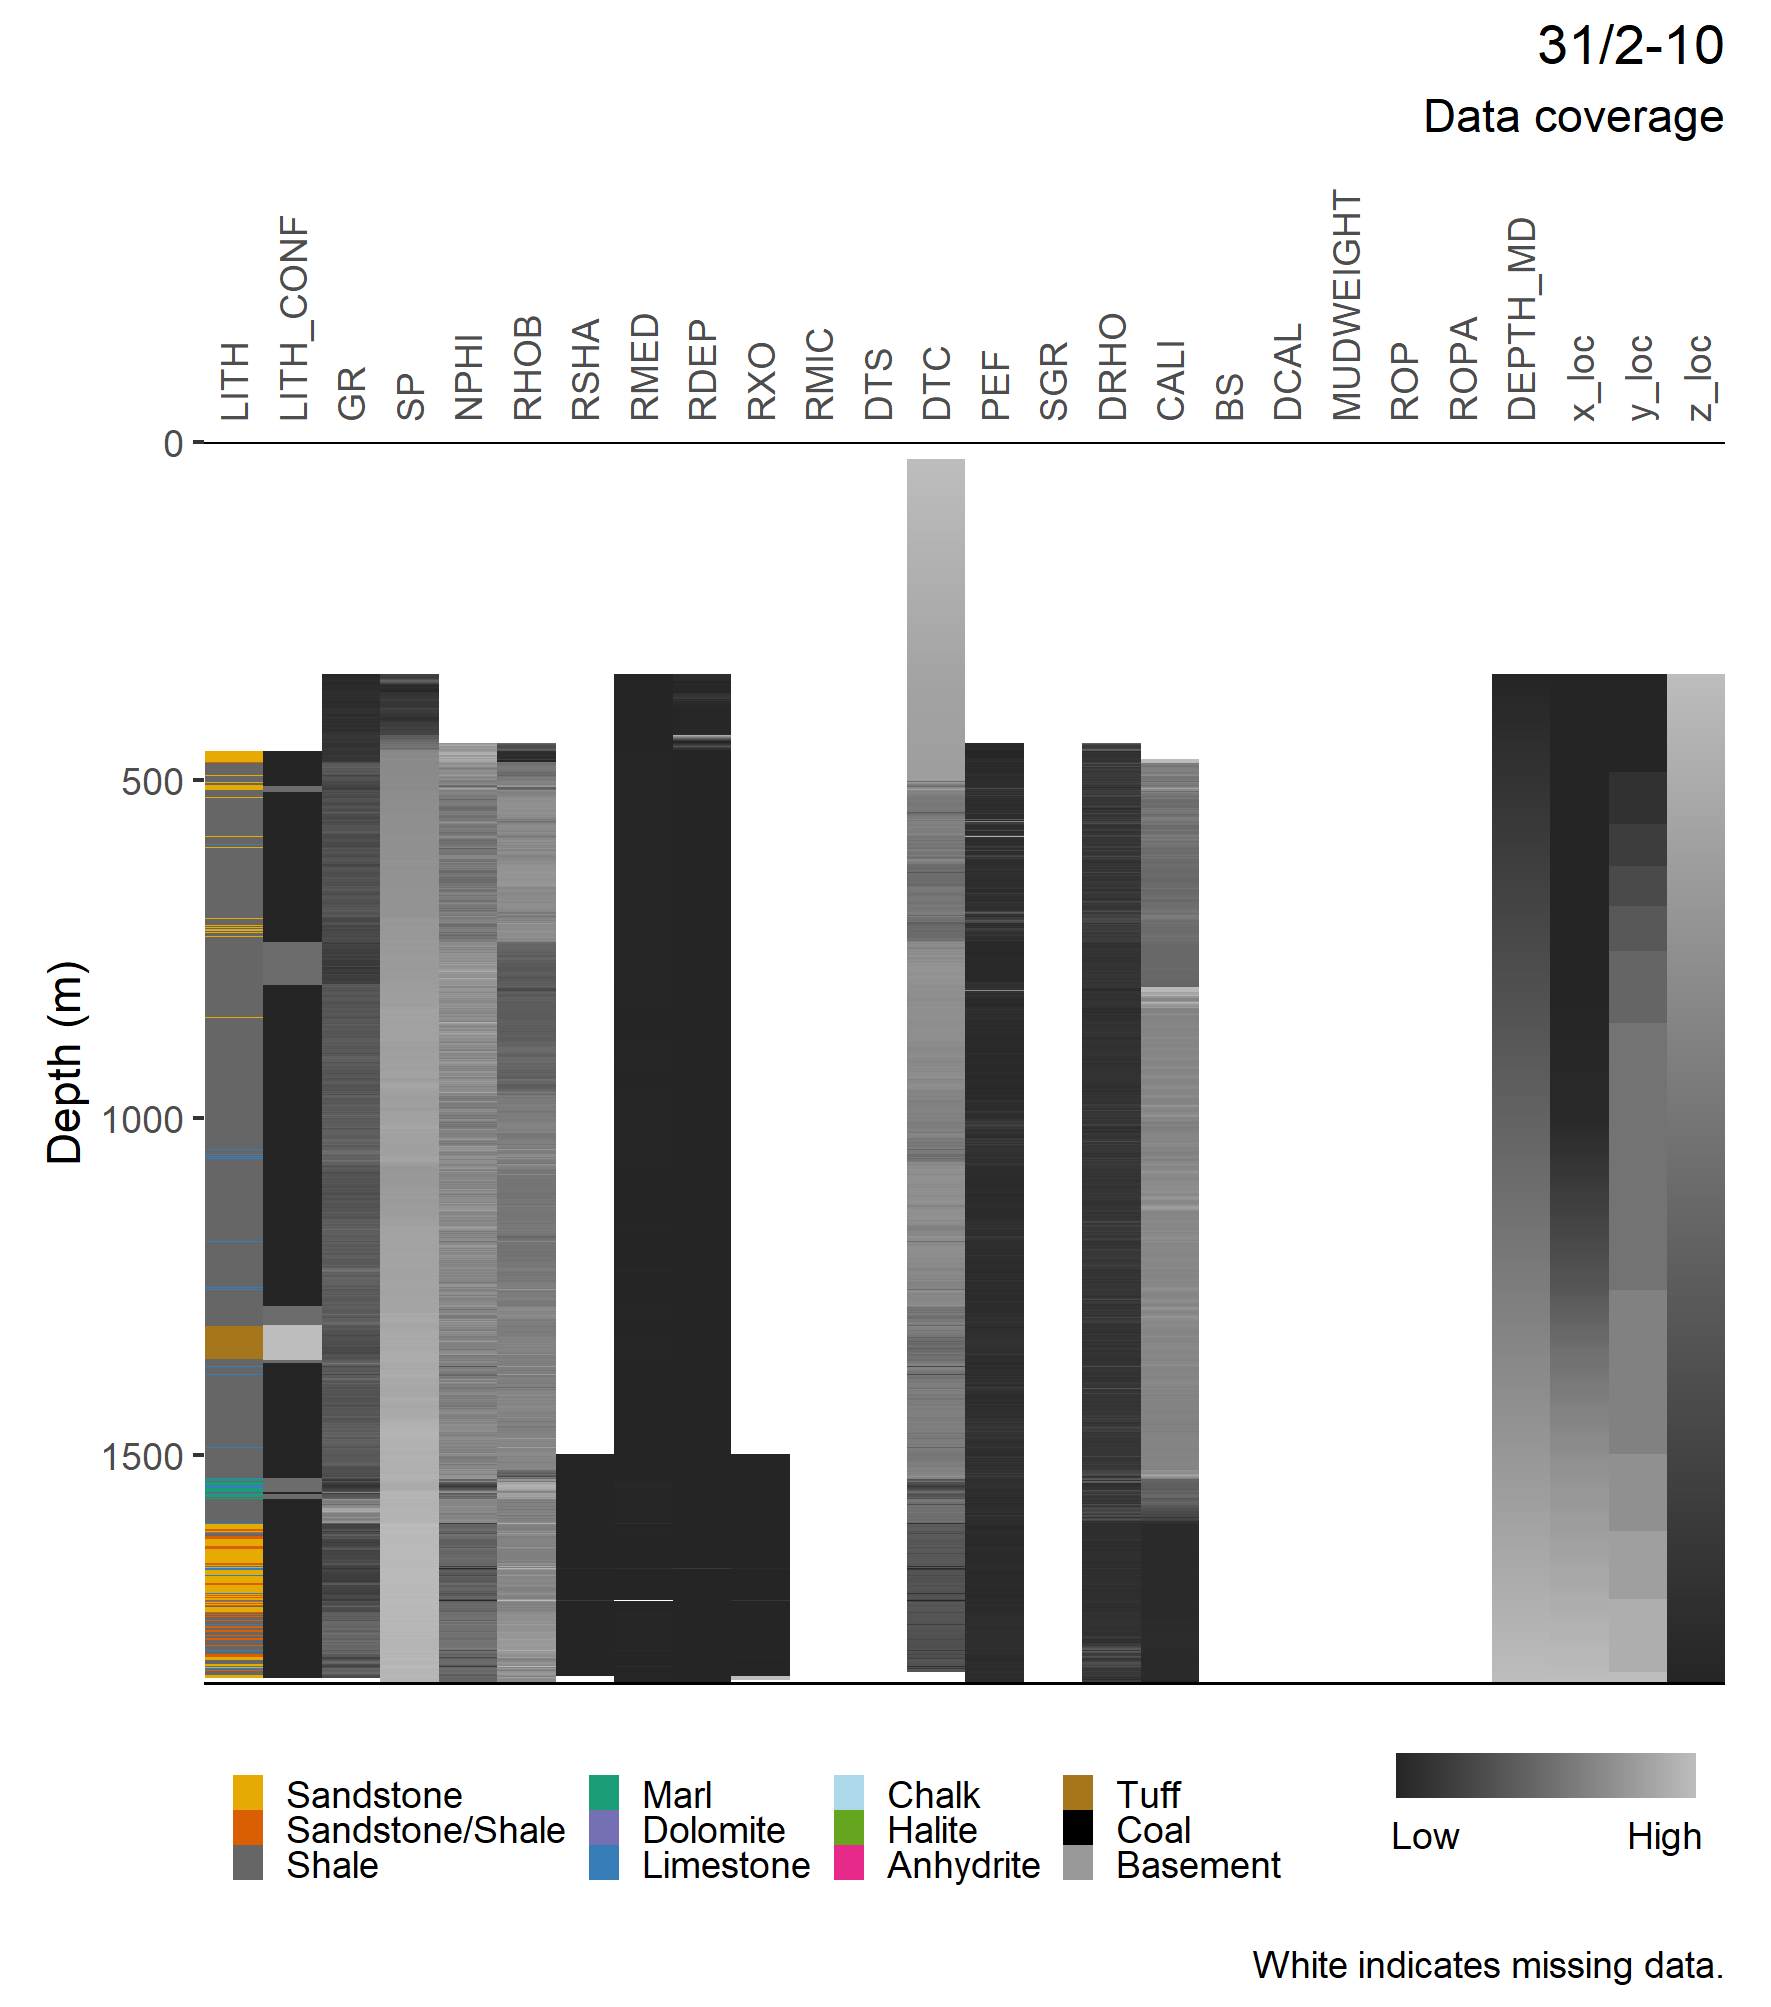 31/2-10
Data coverage
LITH
LITH_CONF
GR
SP
NPHI
RHOB
RSHA
RMED
RDEP
RXO
RMIC
DTS
DTC
PEF
SGR
DRHO
CALI
BS
DCAL
MUDWEIGHT
ROP
ROPA
DEPTH_MD
x_loc
y_loc
z_loc
0
500
1000
1500
Depth (m)
Sandstone
Sandstone/Shale
Shale
Marl
Dolomite
Limestone
Chalk
Halite
Anhydrite
Tuff
Coal
Basement
Low High
White indicates missing data.